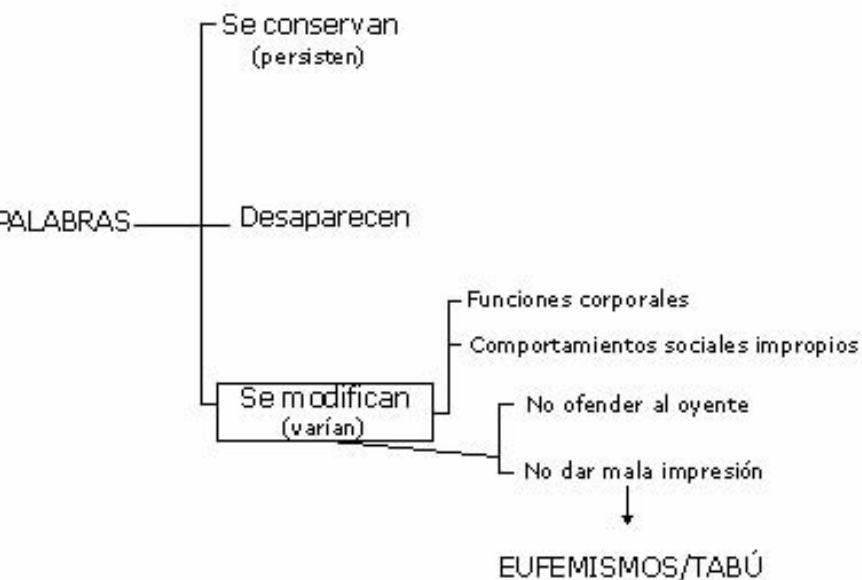 Se conservan
(persisten)
PALABRAS
Desaparecen
Funciones corporales
Comportamientos sociales impropios
Se modifican
(varían)
No ofender al oyente
No dar mala impresión
EUFEMISMOS/TABÚ